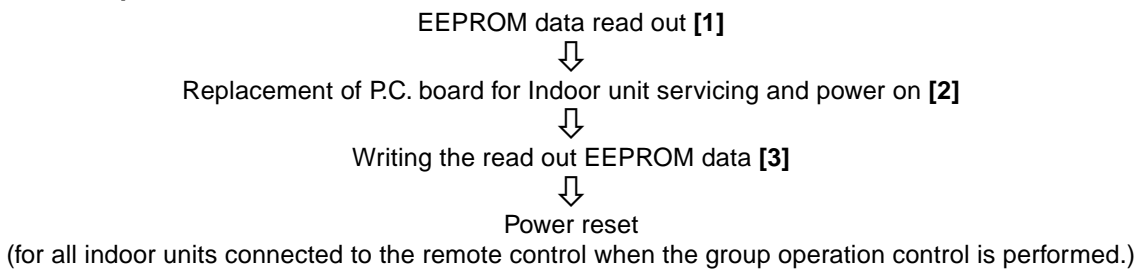 EEPROM data read out [1]
Replacement of P.C. board for Indoor unit servicing and power on [2]
Writing the read out EEPROM data [3]
Power reset
(for all indoor units connected to the remote control when the group operation control is performed.)